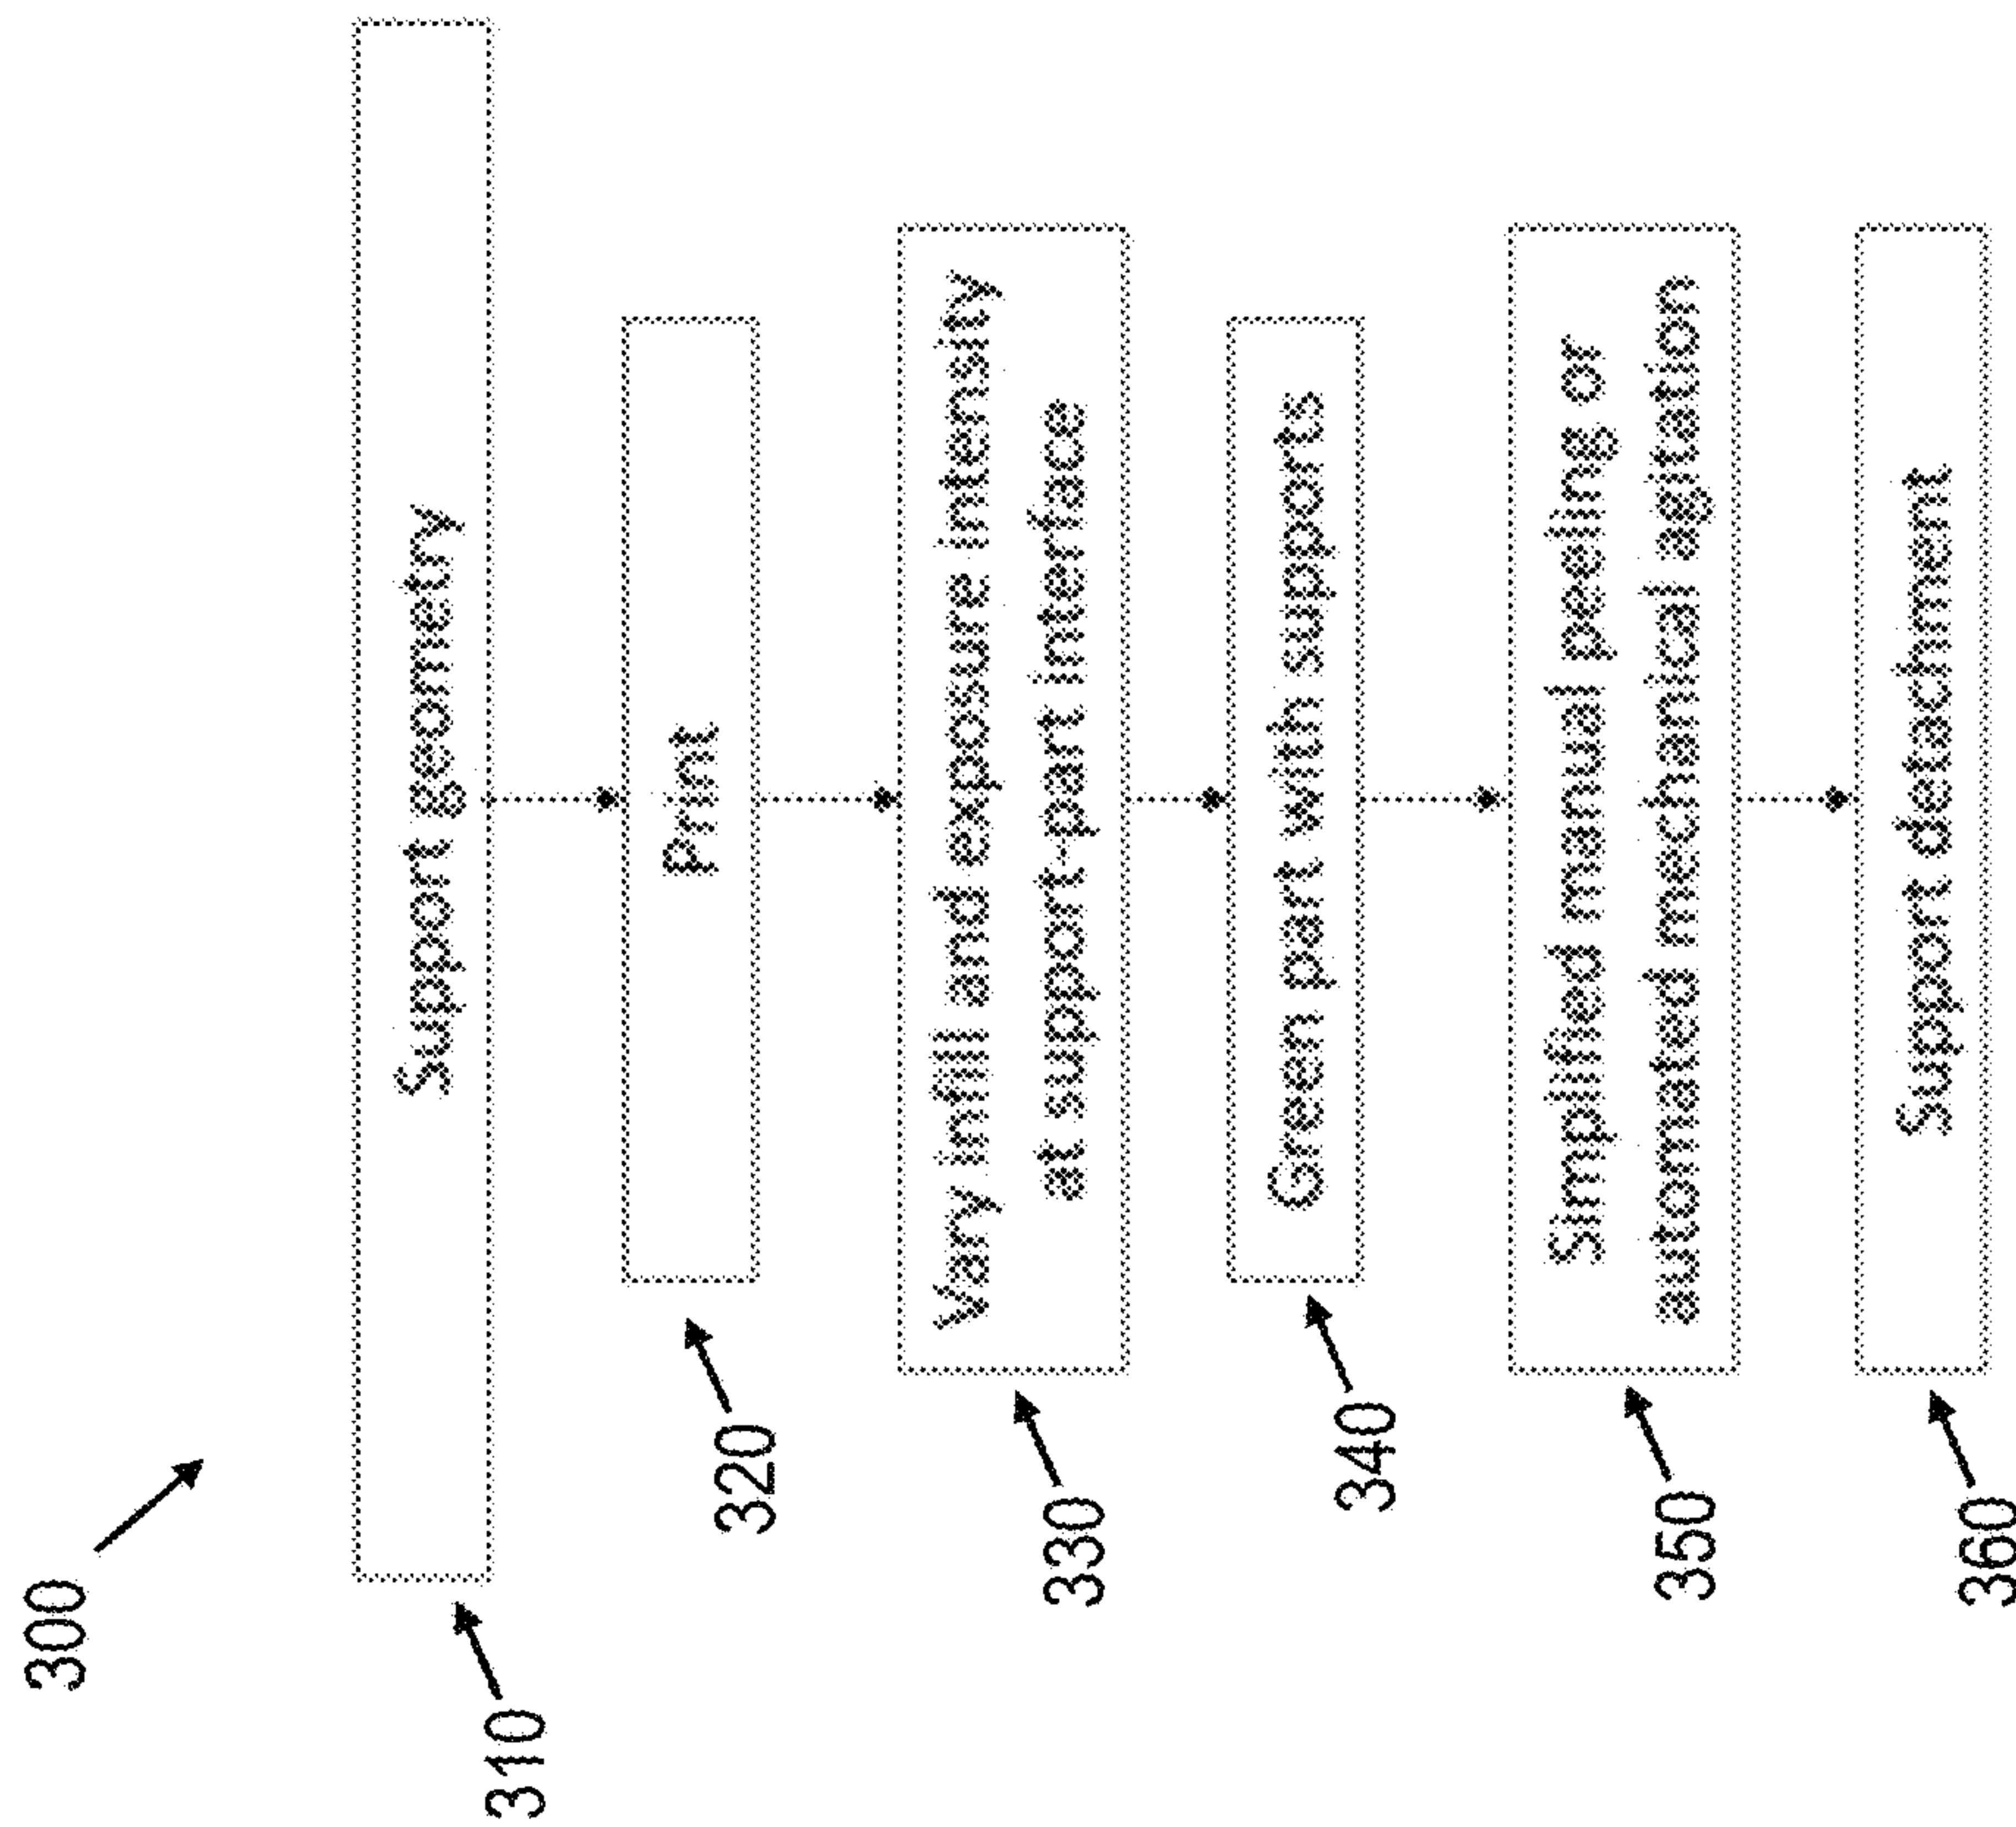 300
310
Support geometry
320
Print
330
Vary infill and exposure intensity
at support-part interface
340
Green part with supports
350
Simplified manual peeling or
automated mechanical agitation
360
Support detachment